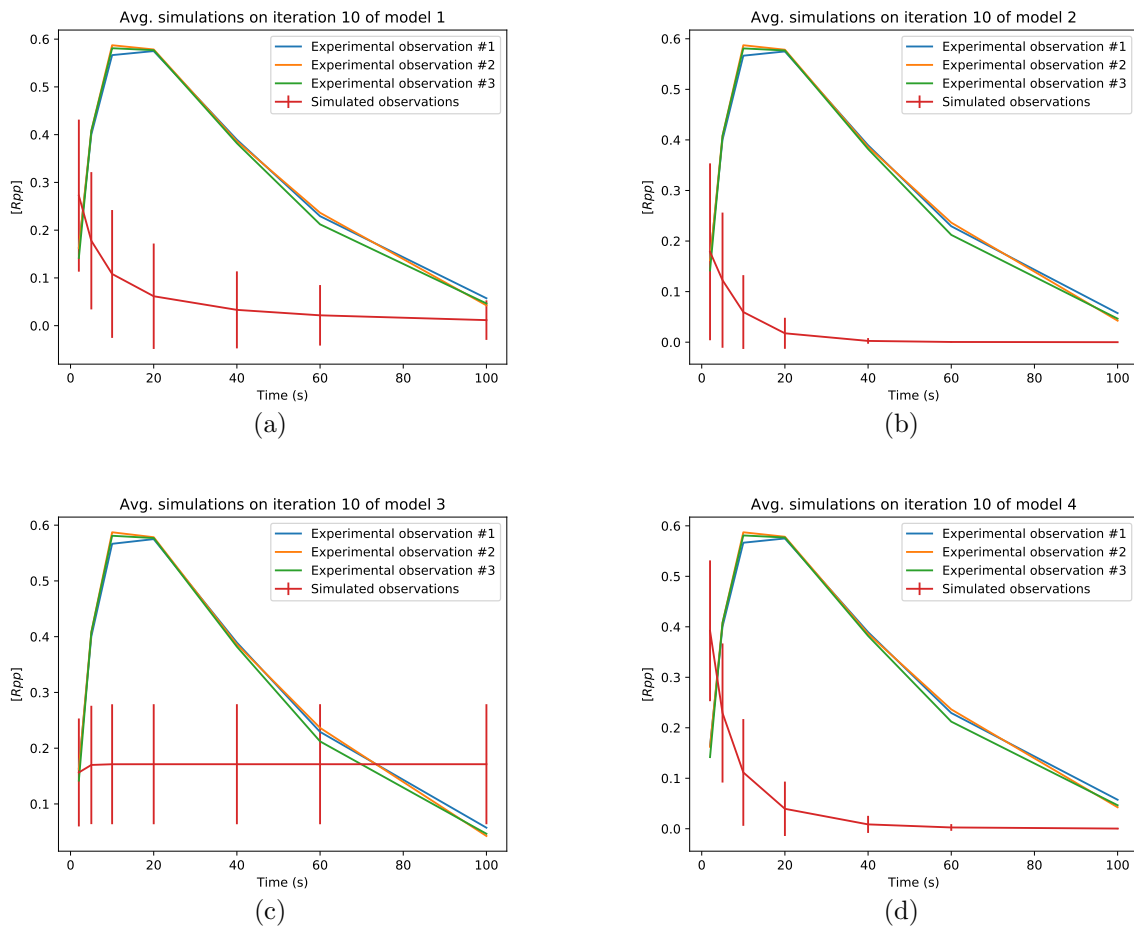 Avg. simulations on iteration 10 of model 1
0.6
0.5
0.4
0.3
0.2
0.1
0.0
[Rpp]
Experimental observation #1
Experimental observation #2
Experimental observation #3
Simulated observations
0 20 40 60 80 100
Time (s)
(a)
Avg. simulations on iteration 10 of model 2
0.6
0.5
0.4
0.3
0.2
0.1
0.0
[Rpp]
Experimental observation #1
Experimental observation #2
Experimental observation #3
Simulated observations
0 20 40 60 80 100
Time (s)
(b)
Avg. simulations on iteration 10 of model 3
0.6
0.5
0.4
0.3
0.2
0.1
[Rpp]
Experimental observation #1
Experimental observation #2
Experimental observation #3
Simulated observations
0 20 40 60 80 100
Time (s)
(c)
Avg. simulations on iteration 10 of model 4
0.6
0.5
0.4
0.3
0.2
0.1
0.0
[Rpp]
Experimental observation #1
Experimental observation #2
Experimental observation #3
Simulated observations
0 20 40 60 80 100
Time (s)
(d)